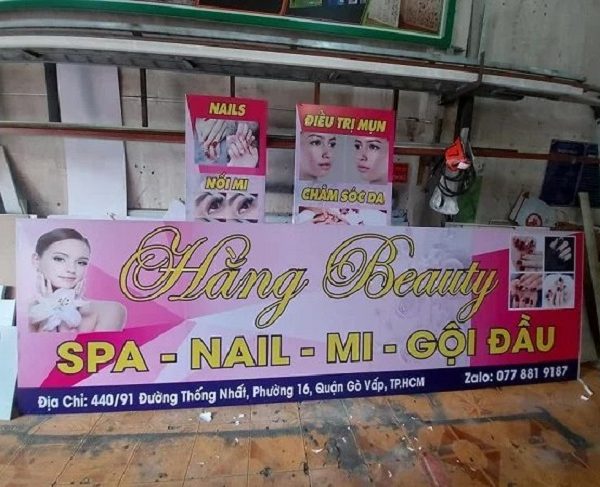 NAILS
NỐI MI
ĐIỀU TRỊ MỤN
CHĂM SÓC DA
Hằng Beauty
SPA - NAIL - MI - GỘI ĐẦU
Địa Chỉ: 440/91 Đường Thống Nhất, Phường 16, Quận Gò Vấp, TP.HCM
Zalo: 077 881 9187